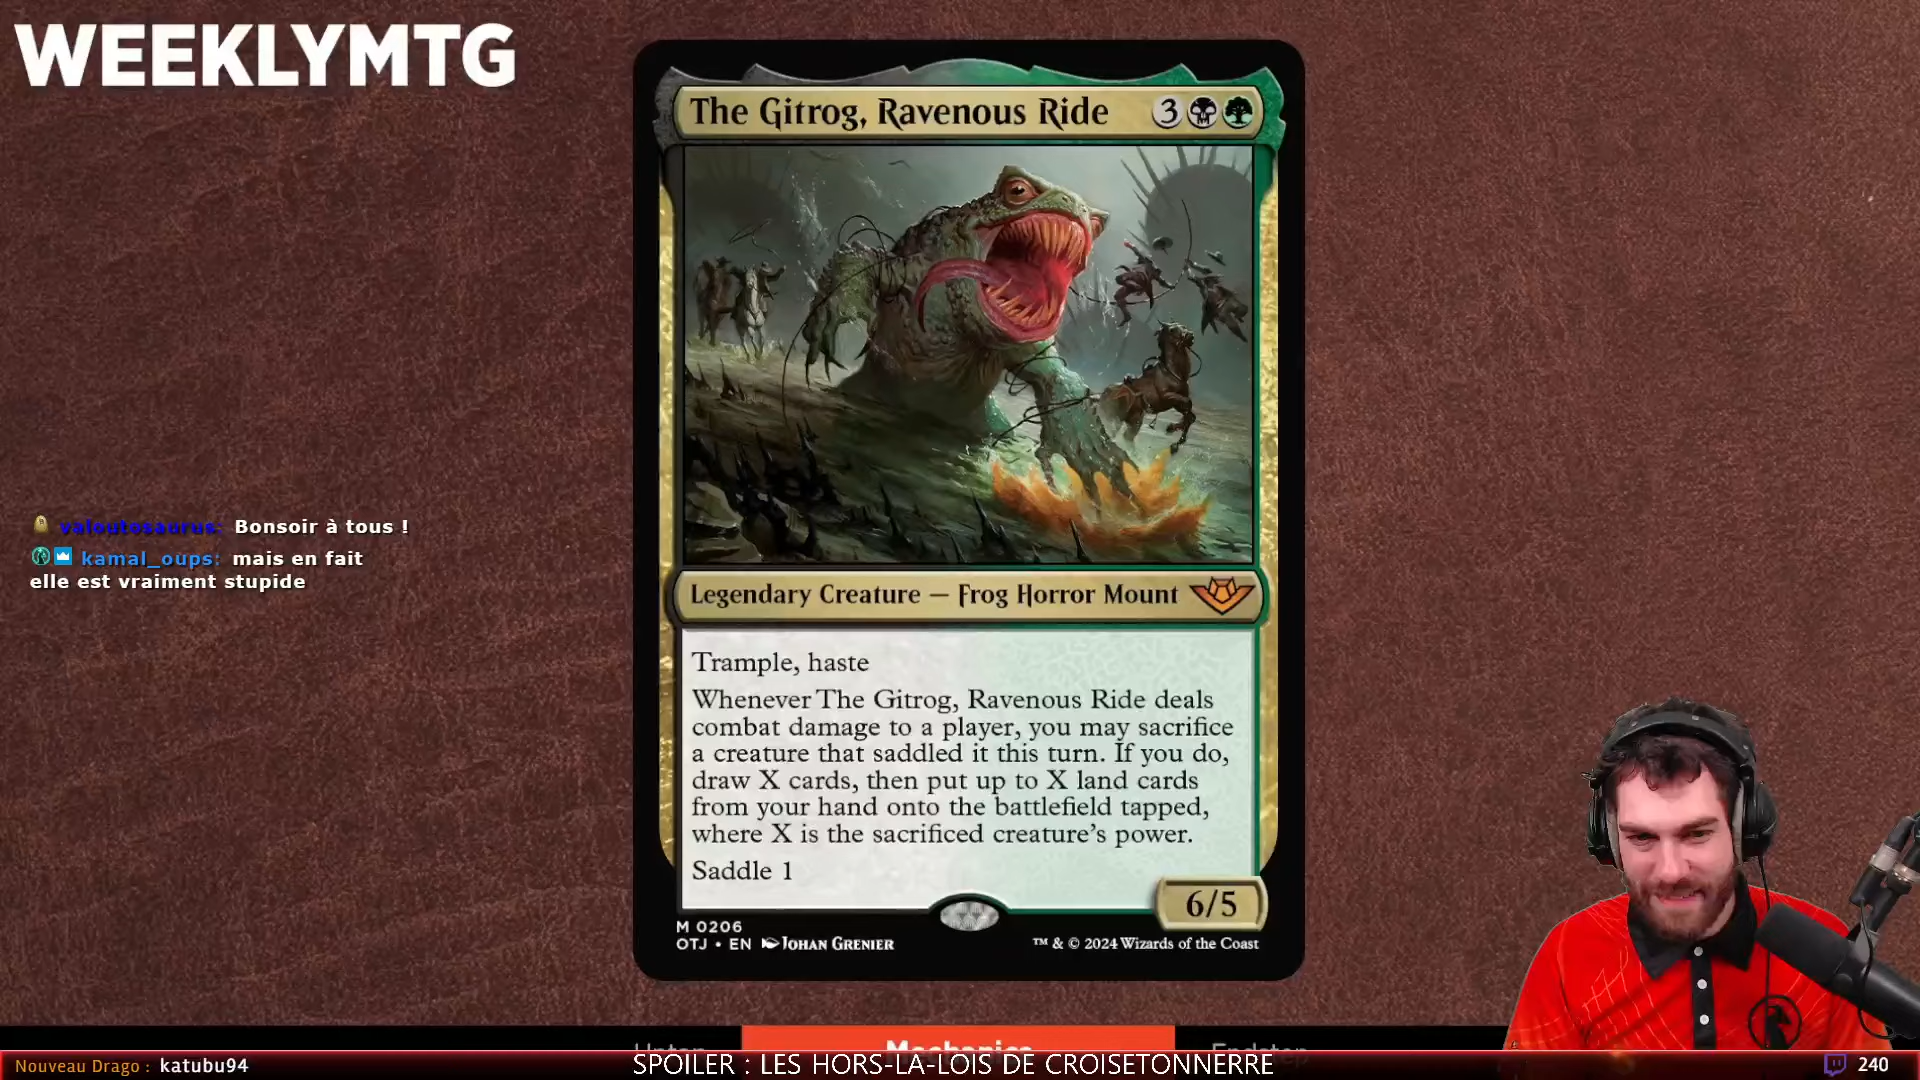 WEEKLYMTG
The Gitrog, Ravenous Ride 3
valoutosaurus: Bonsoir à tous !
kamal_oups: mais en fait
elle est vraiment stupide
Legendary Creature — Frog Horror Mount
Trample, haste
Whenever The Gitrog, Ravenous Ride deals
combat damage to a player, you may sacrifice
a creature that saddled it this turn. If you do,
draw X cards, then put up to X land cards
from your hand onto the battlefield tapped,
where X is the sacrificed creature's power.
Saddle 1
6/5
M 0206
OTJ • EN Johan Grenier
™ & © 2024 Wizards of the Coast
Mechanics
Endstep
Nouveau Drago : katubu94
SPOILER : LES HORS-LA-LOIS DE CROISETONNERRE
240